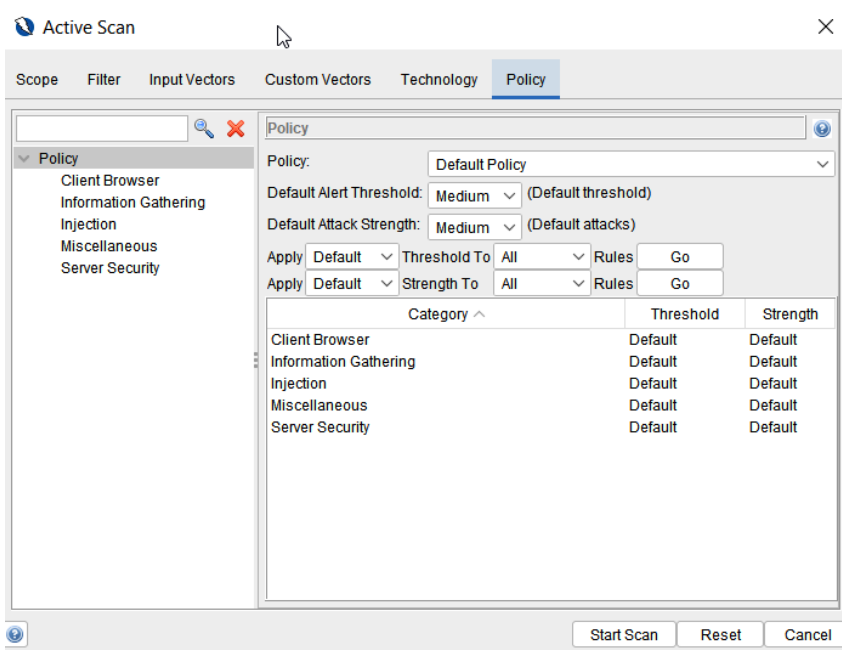 Active Scan
Scope Filter Input Vectors Custom Vectors Technology Policy
Policy
Client Browser
Information Gathering
Injection
Miscellaneous
Server Security
Policy
Policy: Default Policy
Default Alert Threshold: Medium (Default threshold)
Default Attack Strength: Medium (Default attacks)
Apply Default Threshold To All Rules Go
Apply Default Strength To All Rules Go
Category Threshold Strength
Client Browser Default Default
Information Gathering Default Default
Injection Default Default
Miscellaneous Default Default
Server Security Default Default
Start Scan Reset Cancel